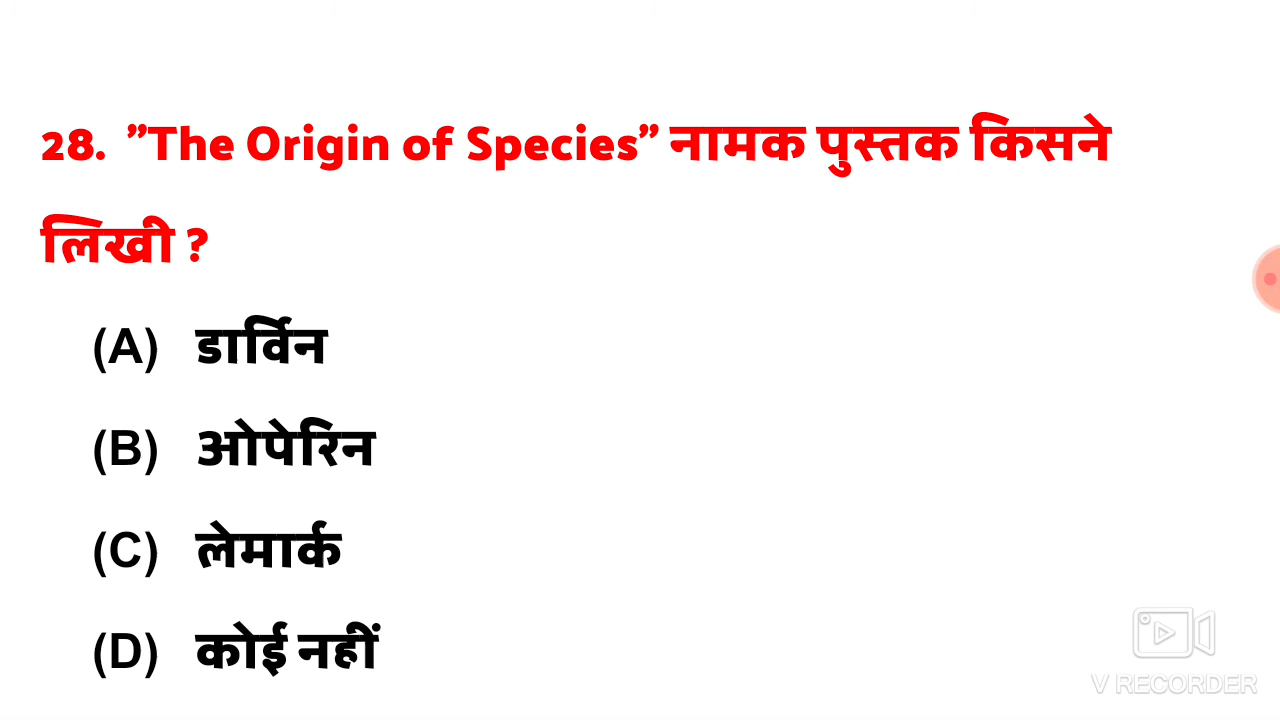 28. ”The Origin of Species” नामक पुस्तक किसने
लिखी ?
(A) डार्विन
(B) ओपेरिन
(C) लेमार्क
(D) कोई नहीं
V RECORDER